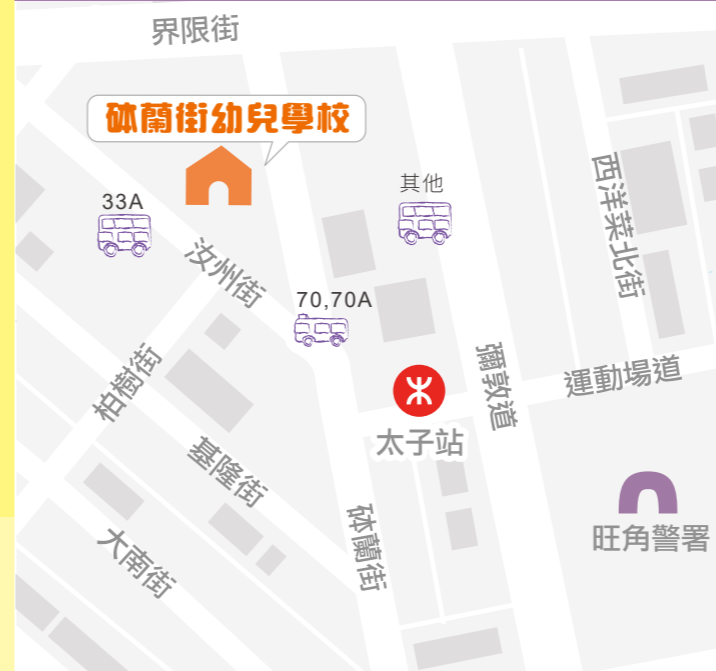 界限街
砵蘭街幼兒學校
西洋菜北街
其他
33A
汝州街
70,70A
彌敦道
運動場道
柏樹街
太子站
基隆街
砵蘭街
旺角警署
大南街